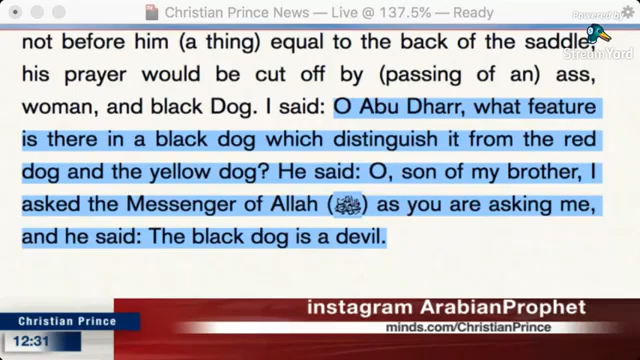 Christian Prince News — Live @ 137.5% — Ready
Powered by
StreamYard
not before him (a thing) equal to the back of the saddle,
his prayer would be cut off by (passing of an) ass,
woman, and black Dog. I said: O Abu Dharr, what feature
is there in a black dog which distinguish it from the red
dog and the yellow dog? He said: O, son of my brother, I
asked the Messenger of Allah (ﷺ) as you are asking me,
and he said: The black dog is a devil.
instagram ArabianProphet
Christian Prince
minds.com/ChristianPrince
12:31